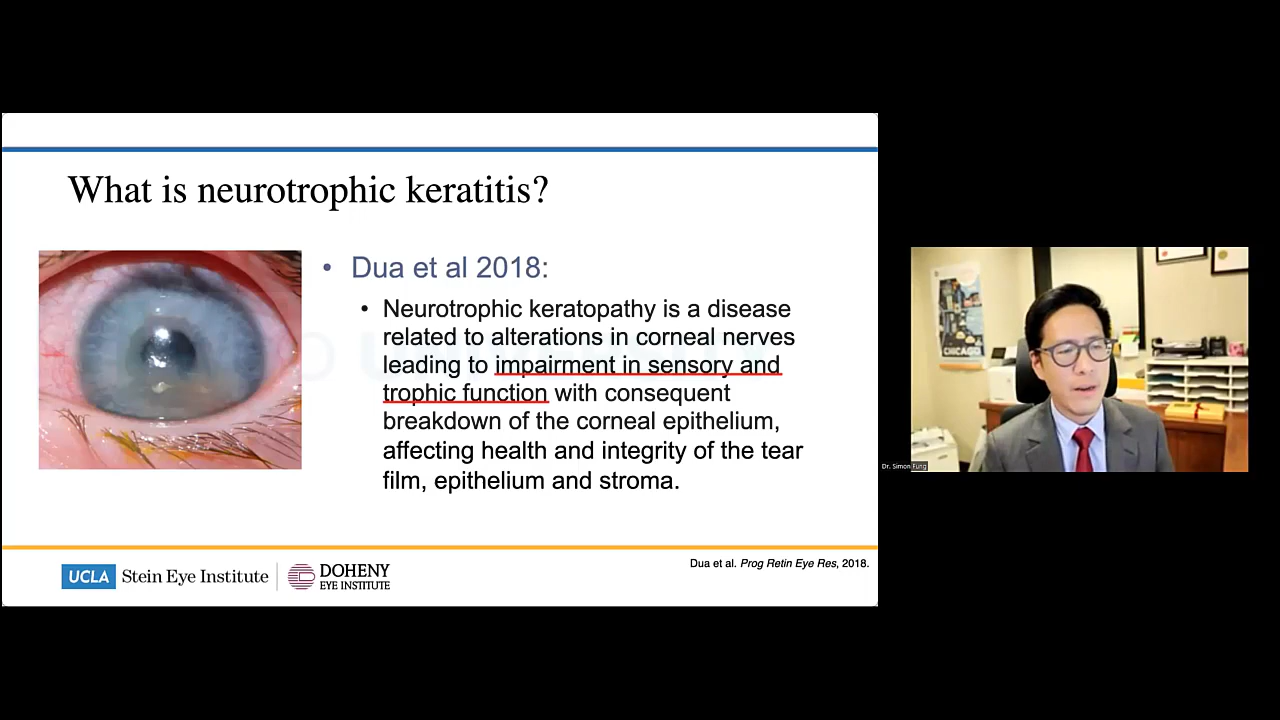 What is neurotrophic keratitis?
• Dua et al 2018:
• Neurotrophic keratopathy is a disease
related to alterations in corneal nerves
leading to impairment in sensory and
trophic function with consequent
breakdown of the corneal epithelium,
affecting health and integrity of the tear
film, epithelium and stroma.
Dua et al. Prog Retin Eye Res, 2018.
UCLA Stein Eye Institute
DOHENY
EYE INSTITUTE
CHICAGO
Dr. Simon Fung